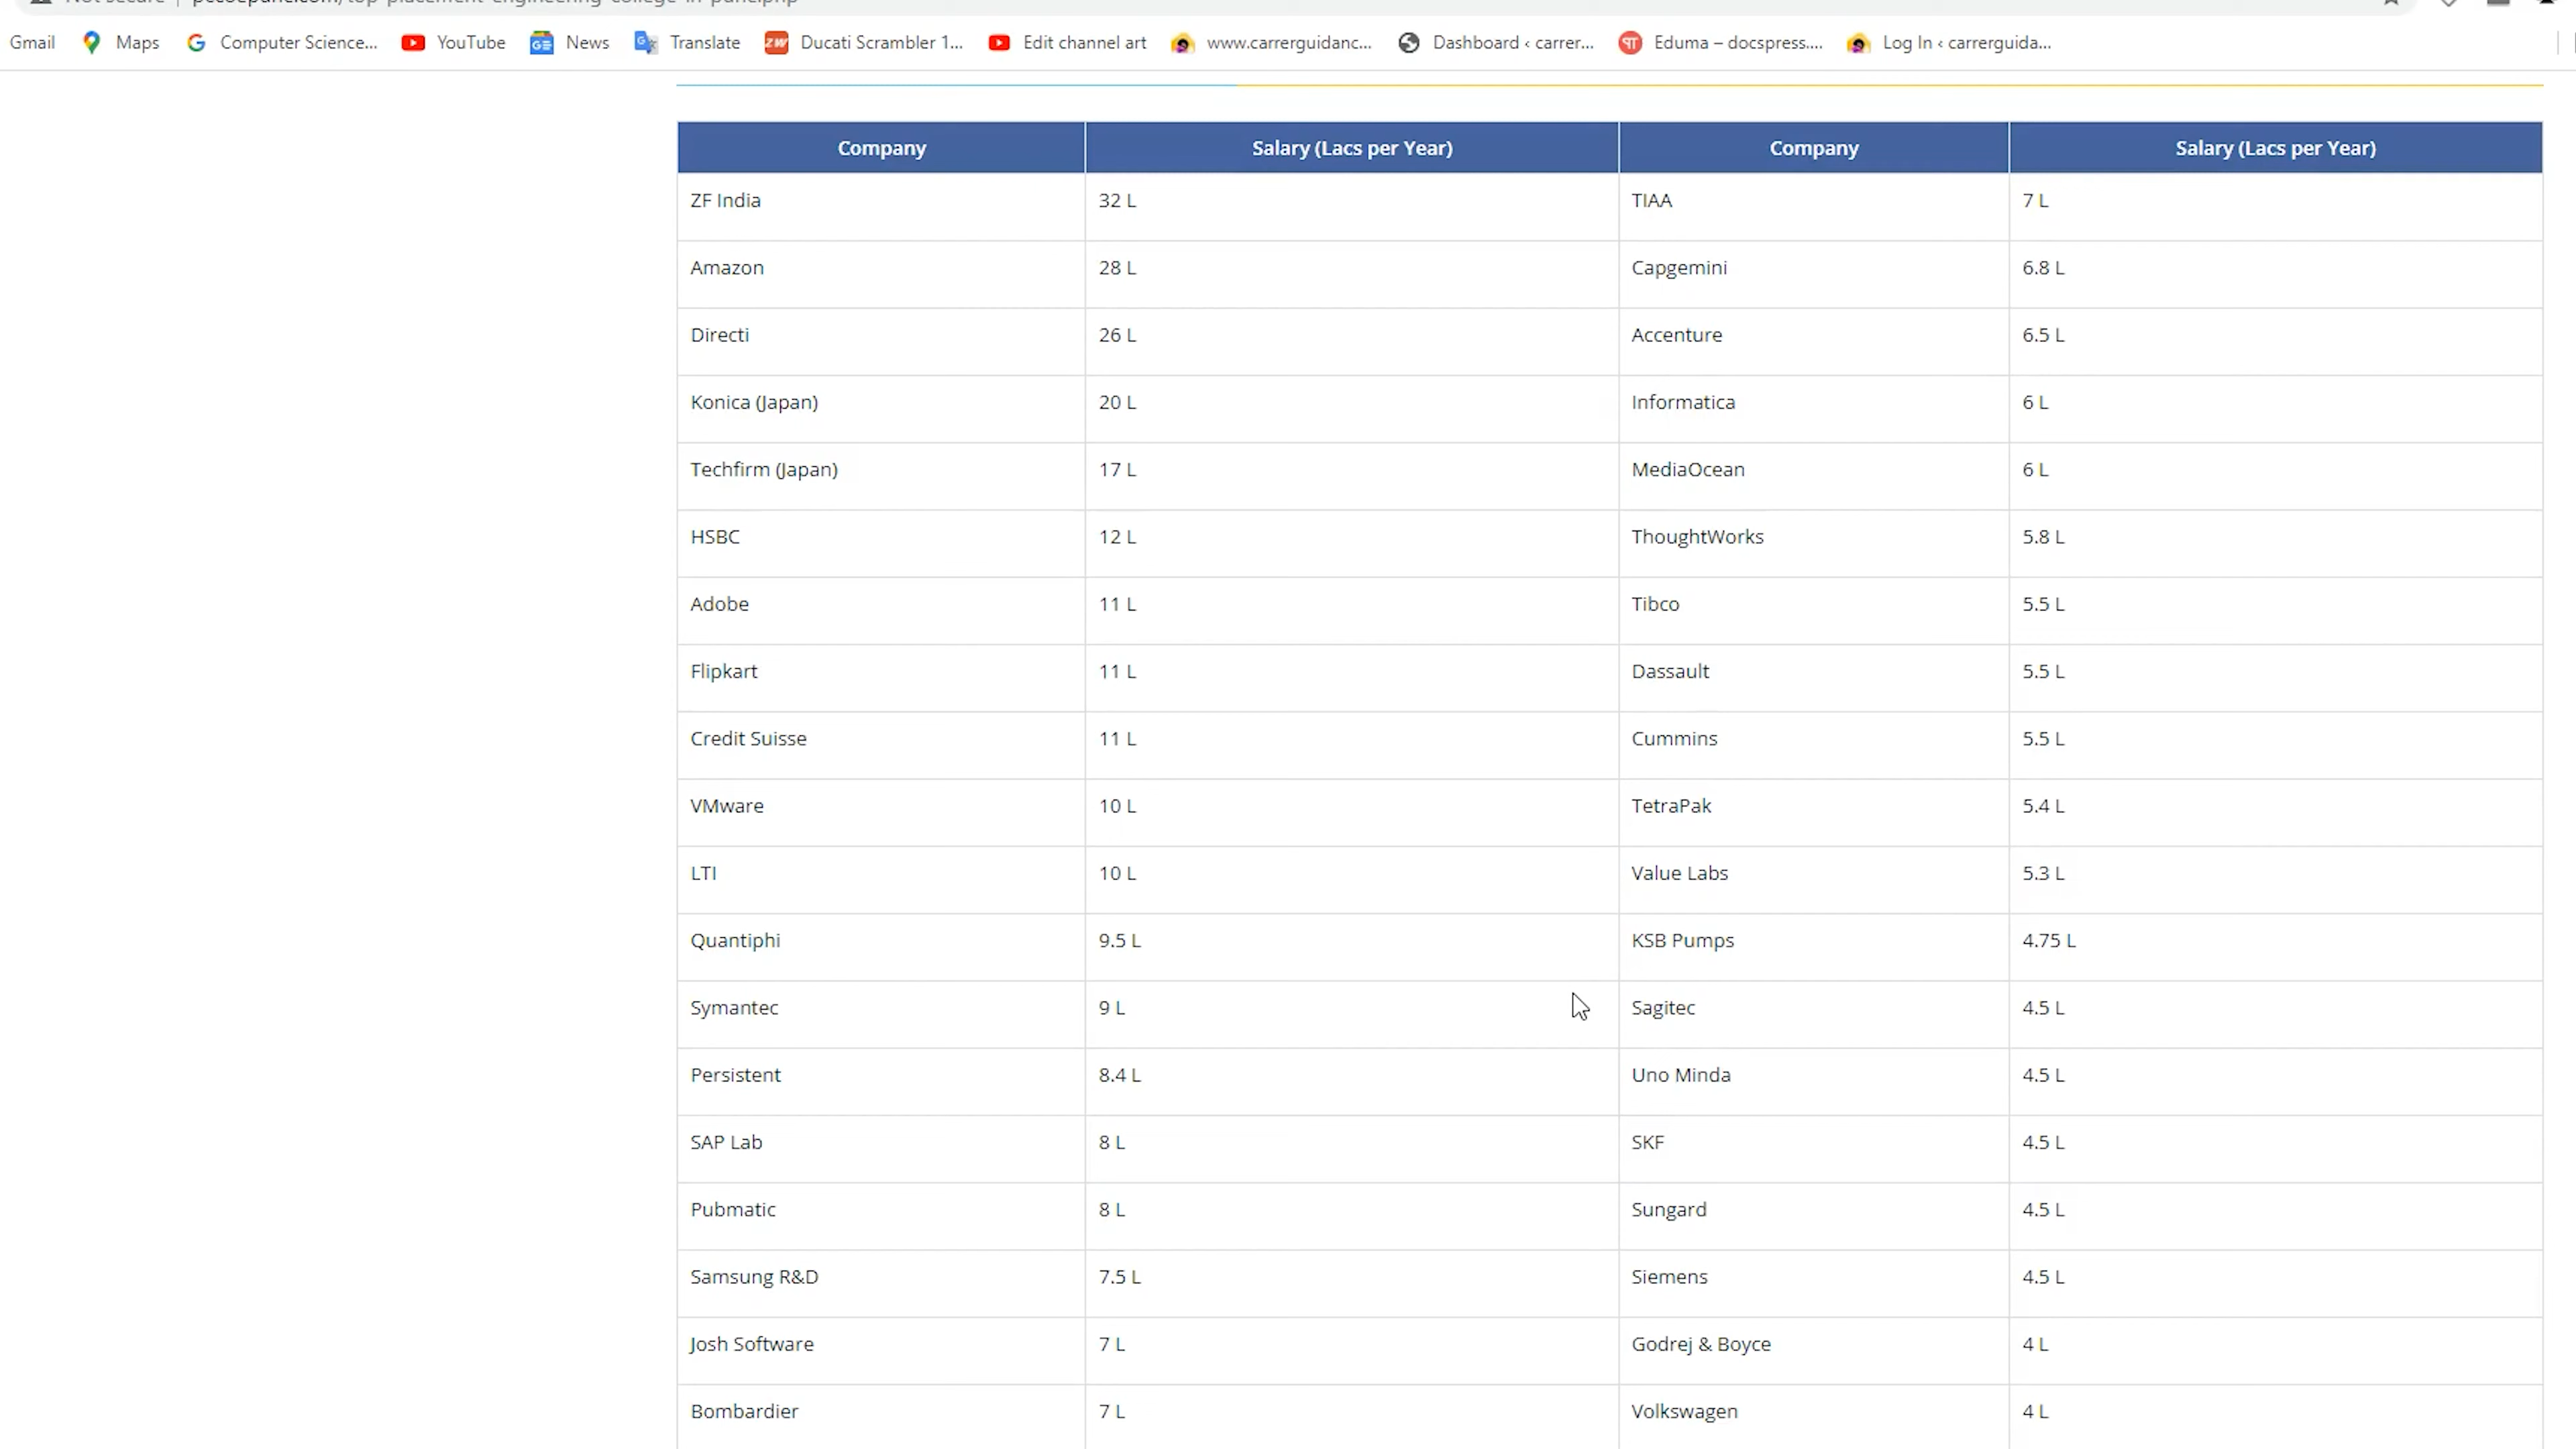 Gmail Maps Computer Science... YouTube News Translate Ducati Scrambler 1... Edit channel art www.carrerguidanc... Dashboard ‹ carrer... Eduma – docspress.... Log In ‹ carrerguida...
Company Salary (Lacs per Year) Company Salary (Lacs per Year)
ZF India 32 L TIAA 7 L
Amazon 28 L Capgemini 6.8 L
Directi 26 L Accenture 6.5 L
Konica (Japan) 20 L Informatica 6 L
Techfirm (Japan) 17 L MediaOcean 6 L
HSBC 12 L ThoughtWorks 5.8 L
Adobe 11 L Tibco 5.5 L
Flipkart 11 L Dassault 5.5 L
Credit Suisse 11 L Cummins 5.5 L
VMware 10 L TetraPak 5.4 L
LTI 10 L Value Labs 5.3 L
Quantiphi 9.5 L KSB Pumps 4.75 L
Symantec 9 L Sagitec 4.5 L
Persistent 8.4 L Uno Minda 4.5 L
SAP Lab 8 L SKF 4.5 L
Pubmatic 8 L Sungard 4.5 L
Samsung R&D 7.5 L Siemens 4.5 L
Josh Software 7 L Godrej & Boyce 4 L
Bombardier 7 L Volkswagen 4 L